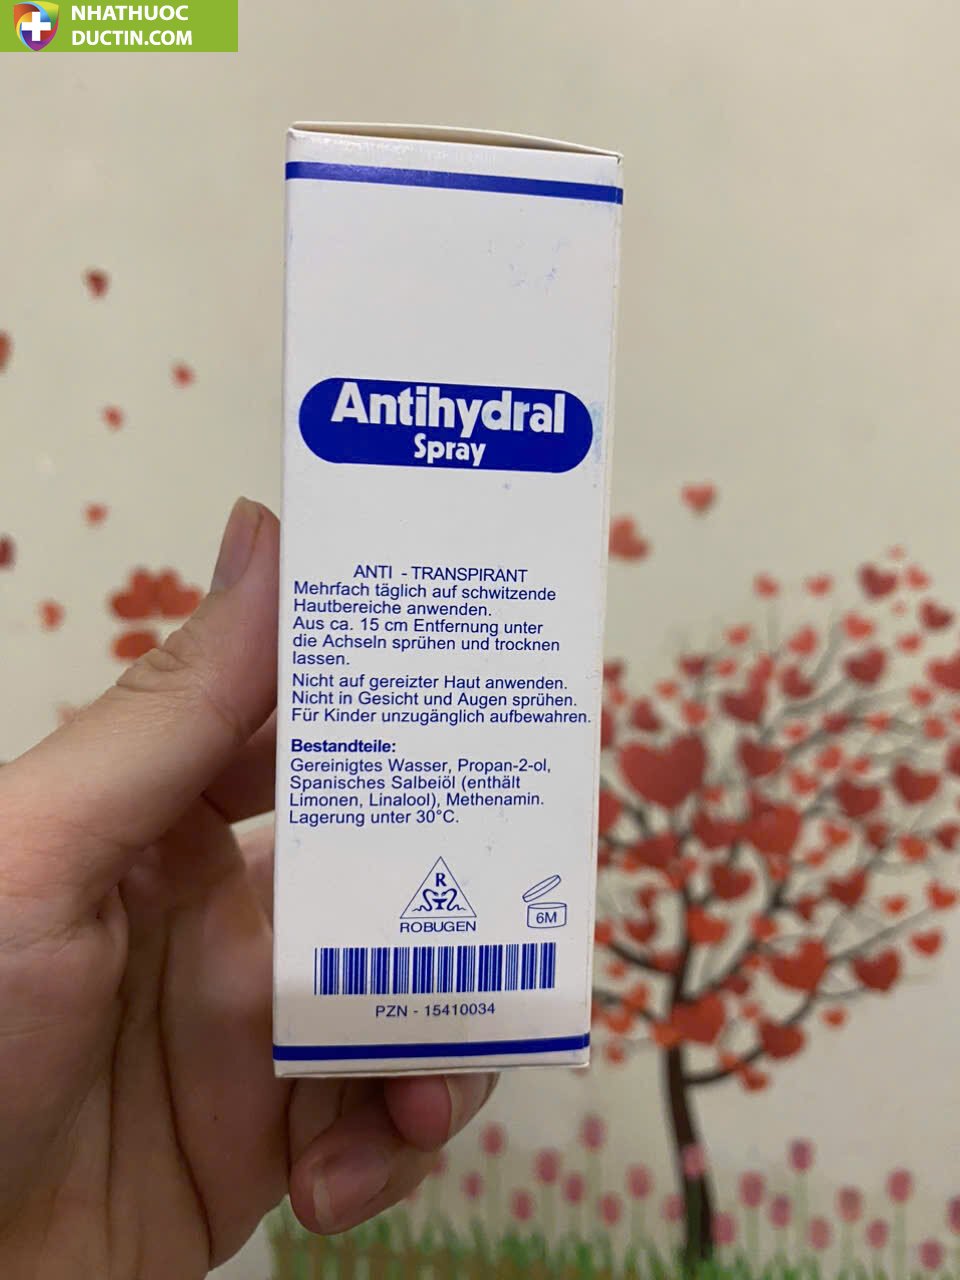 NHATHUOC
DUCTIN.COM
Antihydral
Spray
ANTI - TRANSPIRANT
Mehrfach täglich auf schwitzende
Hautbereiche anwenden.
Aus ca. 15 cm Entfernung unter
die Achseln sprühen und trocknen
lassen.
Nicht auf gereizter Haut anwenden.
Nicht in Gesicht und Augen sprühen.
Für Kinder unzugänglich aufbewahren.
Bestandteile:
Gereinigtes Wasser, Propan-2-ol,
Spanisches Salbeiöl (enthält
Limonen, Linalool), Methenamin.
Lagerung unter 30°C.
R
ROBUGEN
6M
PZN - 15410034